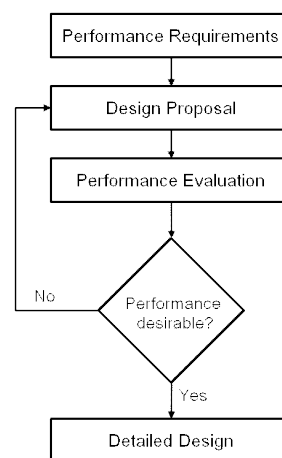 Performance Requirements
Design Proposal
Performance Evaluation
Performance
desirable?
No
Yes
Detailed Design